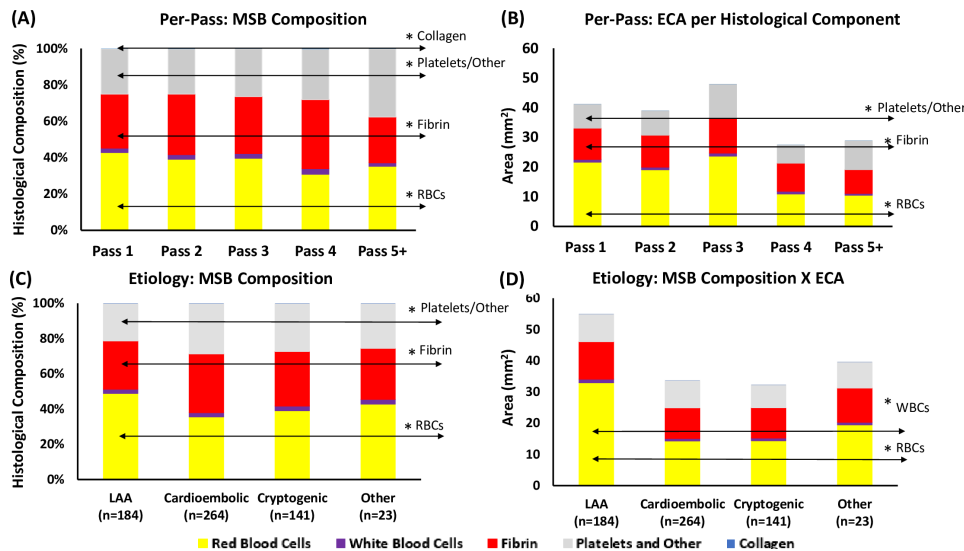 (A)
Per-Pass: MSB Composition
Histological Composition (%)
100%
80%
60%
40%
20%
0%
* Collagen
* Platelets/Other
* Fibrin
* RBCs
Pass 1 Pass 2 Pass 3 Pass 4 Pass 5+
(B)
Per-Pass: ECA per Histological Component
Area (mm²)
60
50
40
30
20
10
0
* Platelets/Other
* Fibrin
* RBCs
Pass 1 Pass 2 Pass 3 Pass 4 Pass 5+
(C)
Etiology: MSB Composition
Histological Composition (%)
100%
80%
60%
40%
20%
0%
* Platelets/Other
* Fibrin
* RBCs
LAA Cardioembolic Cryptogenic Other
(n=184) (n=264) (n=141) (n=23)
(D)
Etiology: MSB Composition X ECA
Area (mm²)
60
50
40
30
20
10
0
* WBCs
* RBCs
LAA Cardioembolic Cryptogenic Other
(n=184) (n=264) (n=141) (n=23)
Red Blood Cells White Blood Cells Fibrin Platelets and Other Collagen